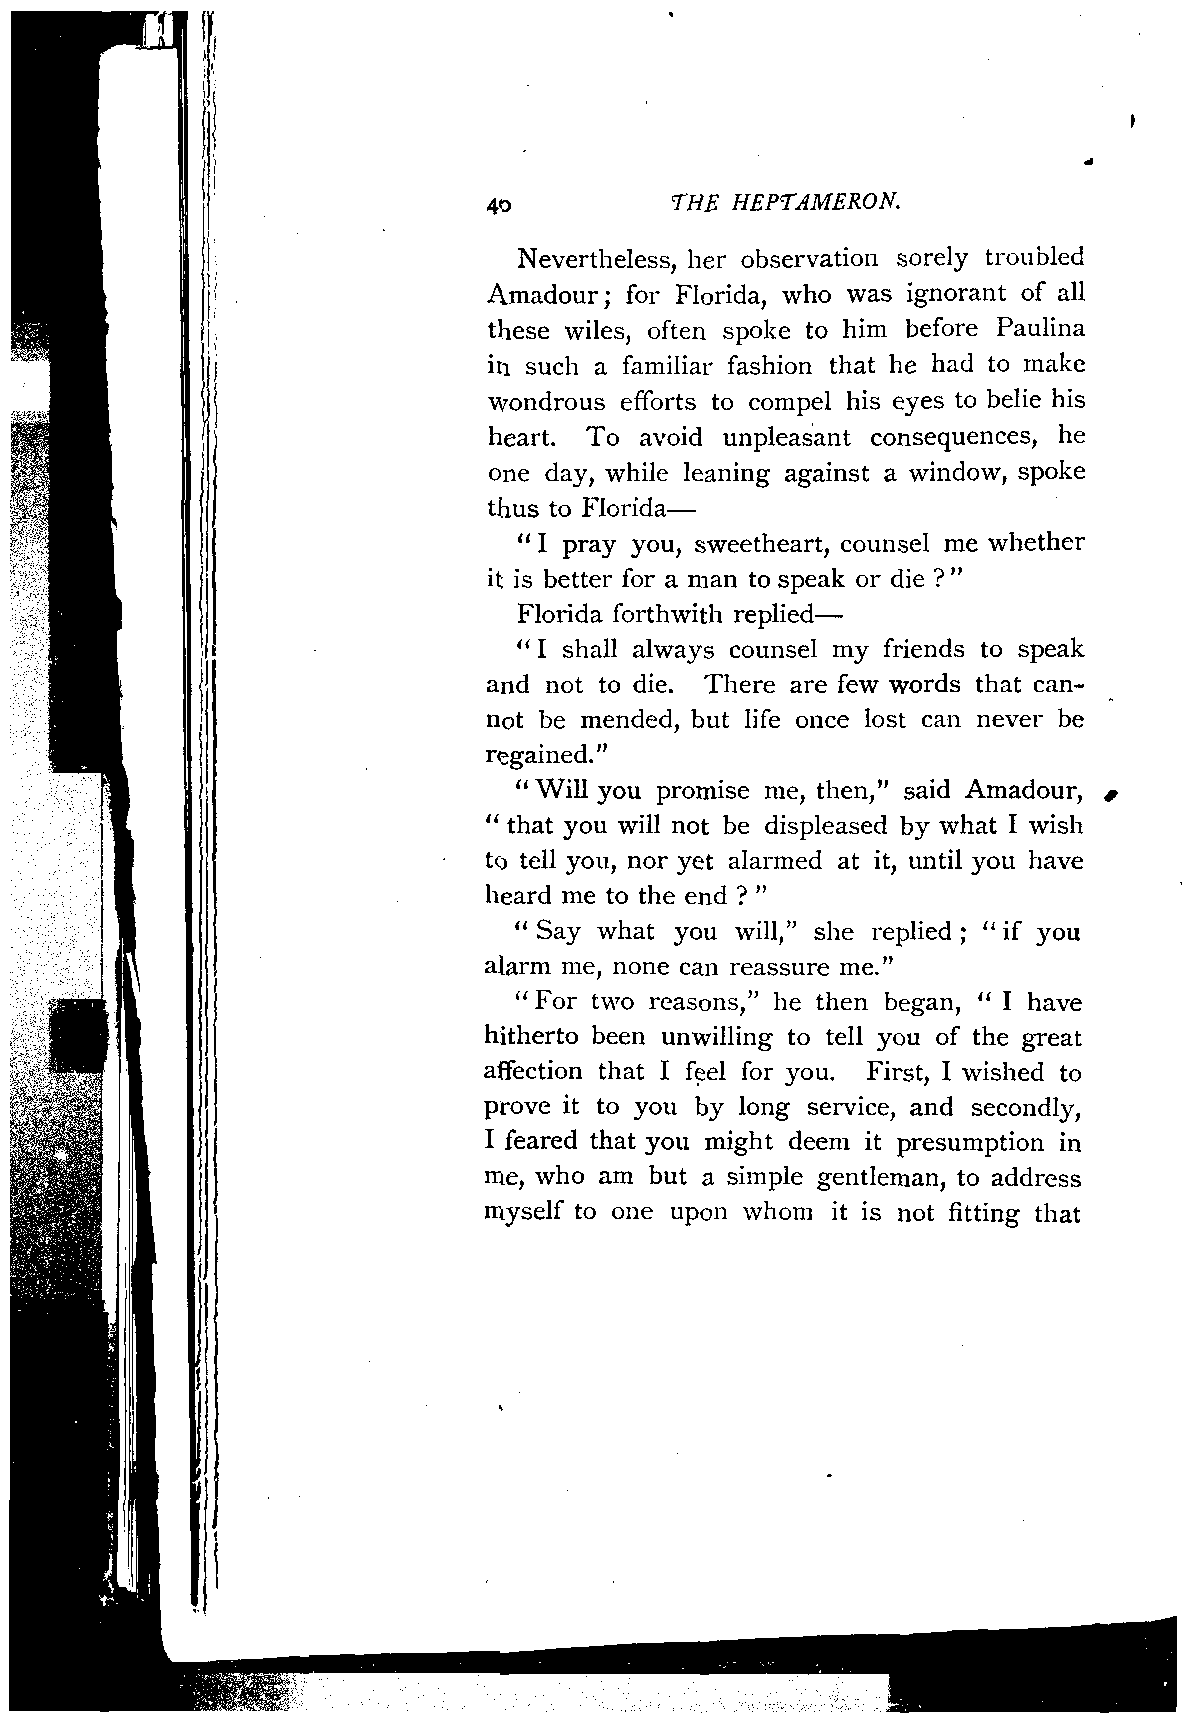 40 THE HEPTAMERON.
Nevertheless, her observation sorely troubled
Amadour; for Florida, who was ignorant of all
these wiles, often spoke to him before Paulina
in such a familiar fashion that he had to make
wondrous efforts to compel his eyes to belie his
heart. To avoid unpleasant consequences, he
one day, while leaning against a window, spoke
thus to Florida—
"I pray you, sweetheart, counsel me whether
it is better for a man to speak or die?"
Florida forthwith replied—
"I shall always counsel my friends to speak
and not to die. There are few words that can-
not be mended, but life once lost can never be
regained."
"Will you promise me, then," said Amadour,
"that you will not be displeased by what I wish
to tell you, nor yet alarmed at it, until you have
heard me to the end?"
"Say what you will," she replied; "if you
alarm me, none can reassure me."
"For two reasons," he then began, "I have
hitherto been unwilling to tell you of the great
affection that I feel for you. First, I wished to
prove it to you by long service, and secondly,
I feared that you might deem it presumption in
me, who am but a simple gentleman, to address
myself to one upon whom it is not fitting that